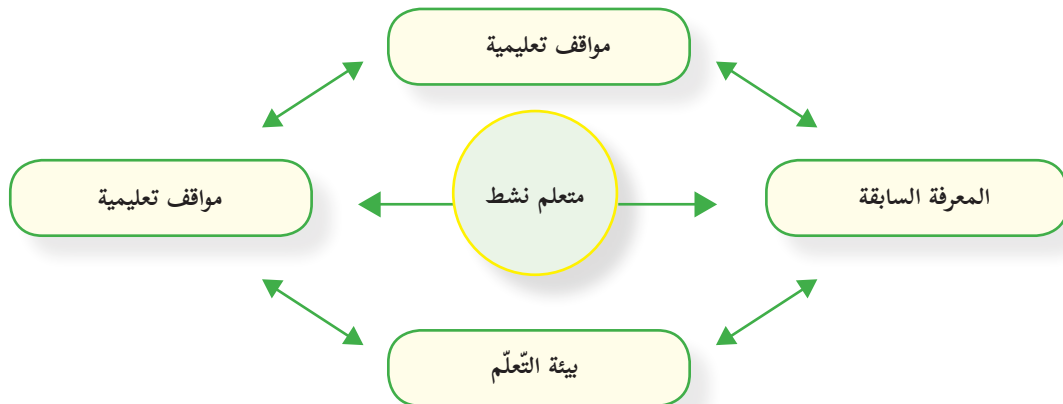 مواقف تعليمية
متعلم نشط
المعرفة السابقة
مواقف تعليمية
بيئة التّعلّم